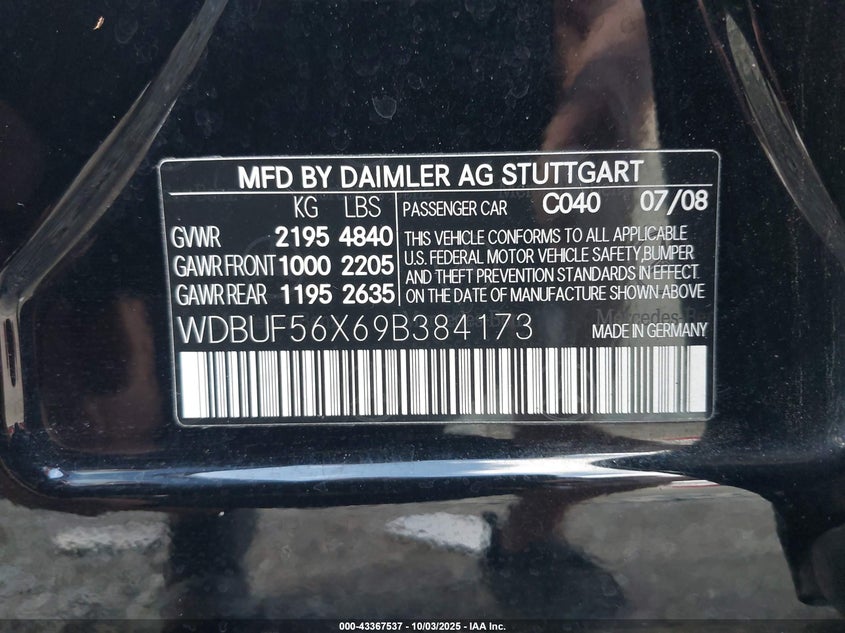 MFD BY DAIMLER AG STUTTGART
KG LBS
GVWR 2195 4840
GAWR FRONT 1000 2205
GAWR REAR 1195 2635
PASSENGER CAR C040 07/08
THIS VEHICLE CONFORMS TO ALL APPLICABLE
U.S. FEDERAL MOTOR VEHICLE SAFETY,BUMPER
AND THEFT PREVENTION STANDARDS IN EFFECT
ON THE DATE OF MANUFACTURE SHOWN ABOVE
WDBUF56X69B384173
MADE IN GERMANY
000-43367537 - 10/03/2025 - IAA Inc.